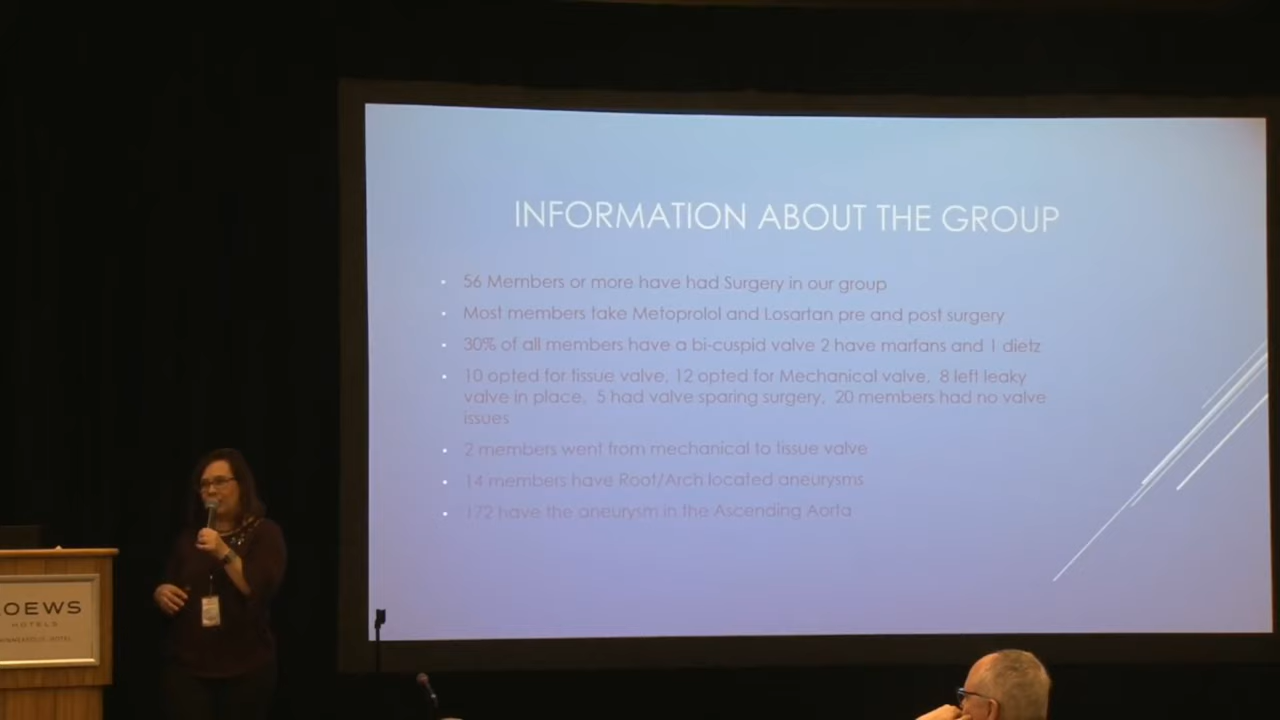 INFORMATION ABOUT THE GROUP
56 Members or more have had Surgery in our group
Most members take Metoprolol and Losartan pre and post surgery
30% of all members have a bi-cuspid valve 2 have marfans and 1 dietz
10 opted for tissue valve, 12 opted for Mechanical valve, 8 left leaky
valve in place, 5 had valve sparing surgery, 20 members had no valve
issues
2 members went from mechanical to tissue valve
14 members have Root/Arch located aneurysms
172 have the aneurysm in the Ascending Aorta
OEWS
HOTELS
MINNEAPOLIS HOTEL